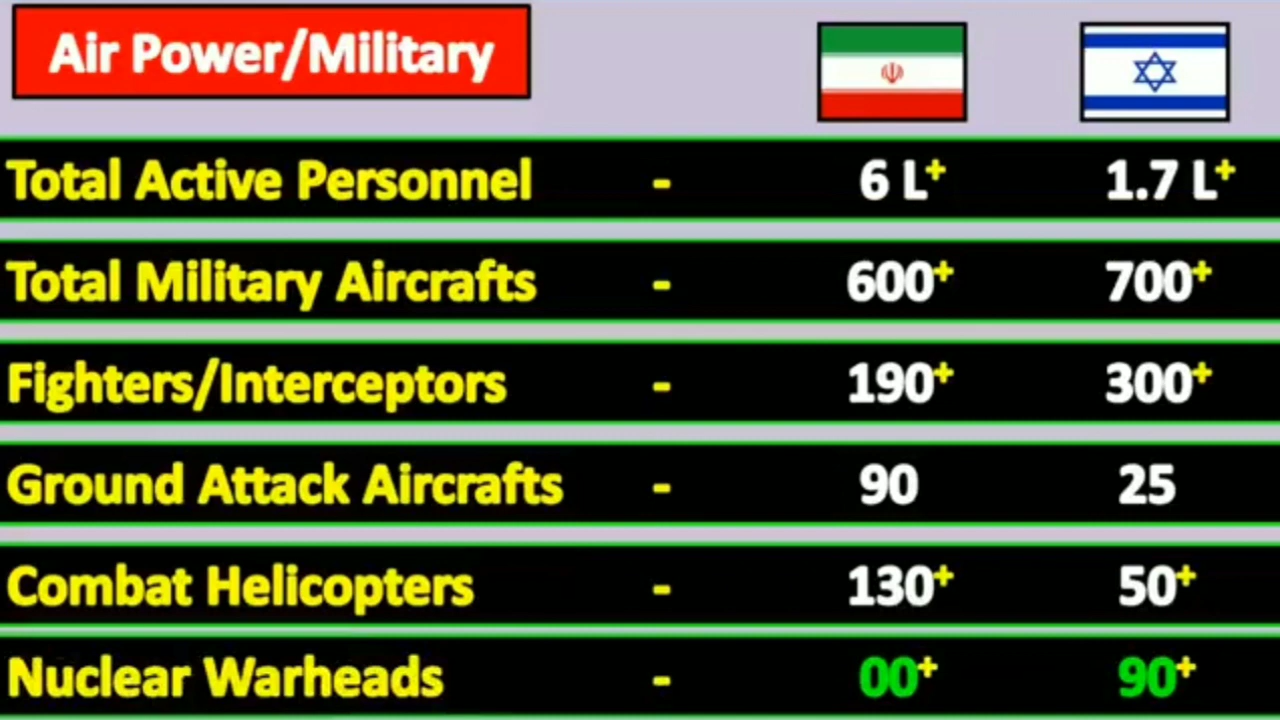 Air Power/Military
Total Active Personnel - 6 L+ 1.7 L+
Total Military Aircrafts - 600+ 700+
Fighters/Interceptors - 190+ 300+
Ground Attack Aircrafts - 90 25
Combat Helicopters - 130+ 50+
Nuclear Warheads - 00+ 90+